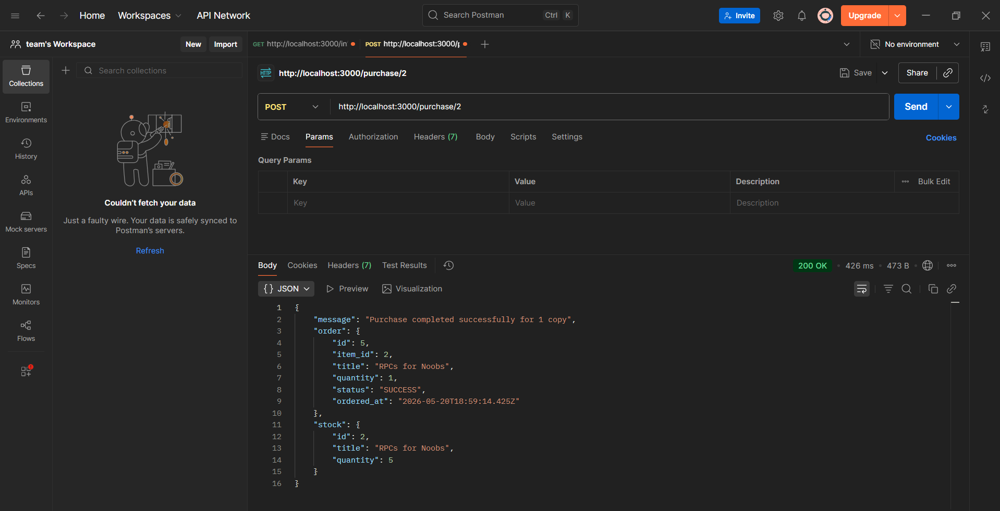 Home
Workspaces
API Network
Search Postman
Ctrl K
Invite
Upgrade
team's Workspace
New
Import
GET http://localhost:3000/in
POST http://localhost:3000/p
No environment
Collections
Environments
History
APIs
Mock servers
Specs
Monitors
Flows
Search collections
Couldn't fetch your data
Just a faulty wire. Your data is safely synced to
Postman's servers.
Refresh
HTTP
http://localhost:3000/purchase/2
Save
Share
POST
http://localhost:3000/purchase/2
Send
Docs
Params
Authorization
Headers (7)
Body
Scripts
Settings
Cookies
Query Params
Key
Value
Description
Bulk Edit
Key
Value
Description
Body
Cookies
Headers (7)
Test Results
200 OK
426 ms
473 B
{} JSON
Preview
Visualization
1 {
2 "message": "Purchase completed successfully for 1 copy",
3 "order": {
4 "id": 5,
5 "item_id": 2,
6 "title": "RPCs for Noobs",
7 "quantity": 1,
8 "status": "SUCCESS",
9 "ordered_at": "2026-05-20T18:59:14.425Z"
10 },
11 "stock": {
12 "id": 2,
13 "title": "RPCs for Noobs",
14 "quantity": 5
15 }
16 }